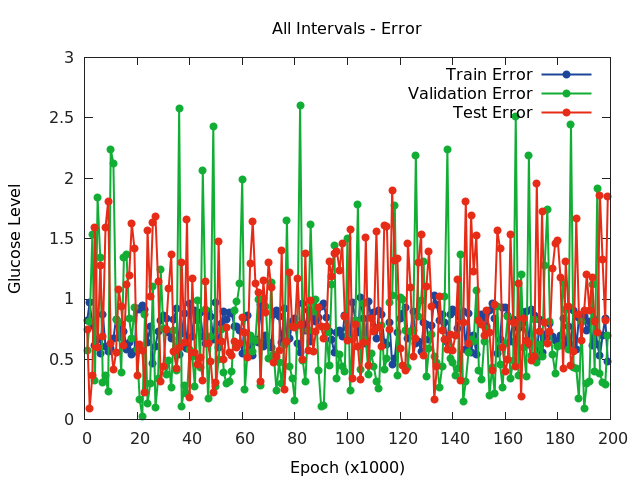 All Intervals - Error
Train Error
Validation Error
Test Error
Glucose Level
3
2.5
2
1.5
1
0.5
0
0 20 40 60 80 100 120 140 160 180 200
Epoch (x1000)